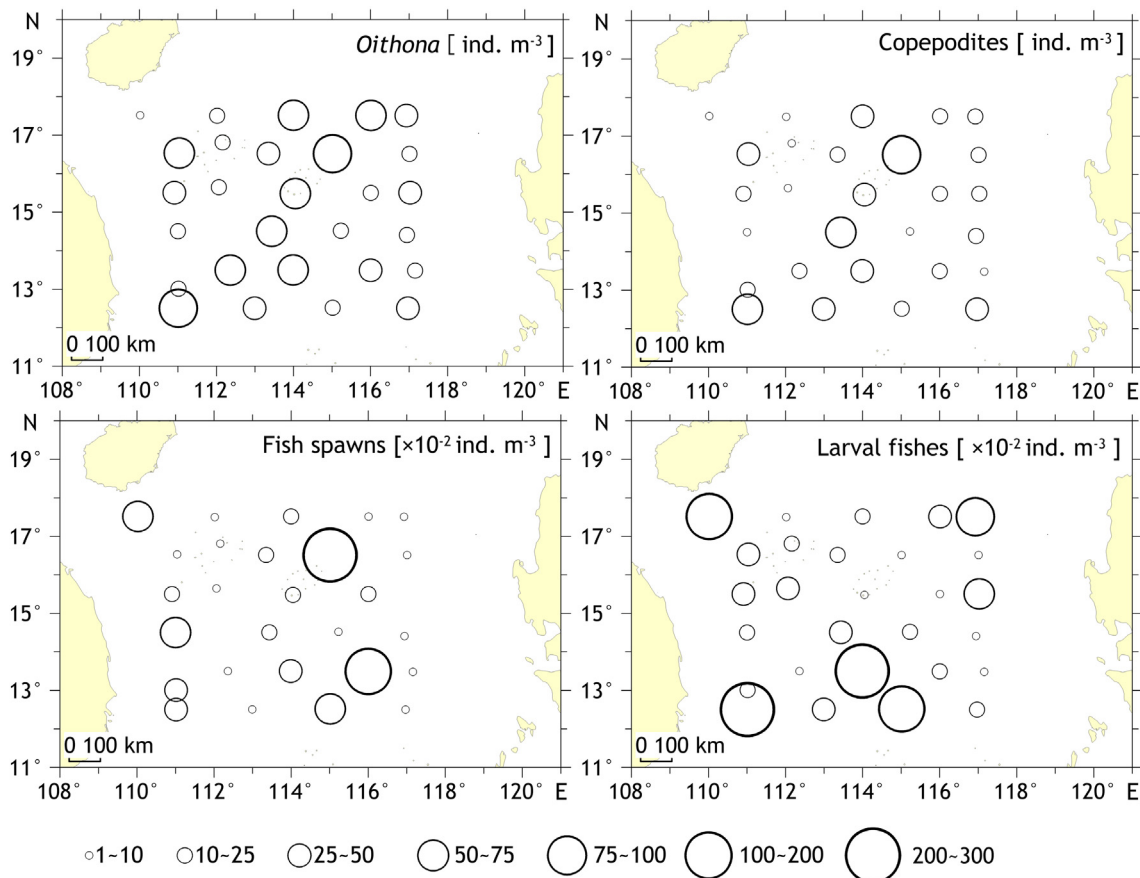 N
Oithona [ ind. m-3 ]
19°
17°
15°
13°
11°
0 100 km
108° 110° 112° 114° 116° 118° 120° E
N
Copepodites [ ind. m-3 ]
19°
17°
15°
13°
11°
0 100 km
108° 110° 112° 114° 116° 118° 120° E
N
Fish spawns [×10-2 ind. m-3 ]
19°
17°
15°
13°
11°
0 100 km
108° 110° 112° 114° 116° 118° 120° E
N
Larval fishes [ ×10-2 ind. m-3 ]
19°
17°
15°
13°
11°
0 100 km
108° 110° 112° 114° 116° 118° 120° E
1~10 10~25 25~50 50~75 75~100 100~200 200~300